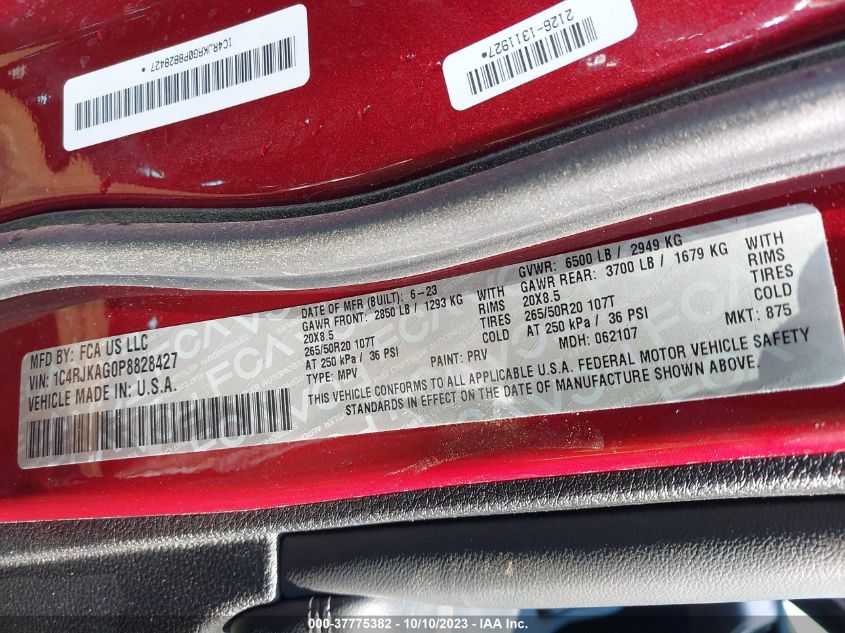 1C4RJKAG0P8828427 *
2126-1311927*
MFD BY: FCA US LLC
VIN: 1C4RJKAG0P8828427
VEHICLE MADE IN: U.S.A.
DATE OF MFR (BUILT): 6-23
GAWR FRONT: 2850 LB / 1293 KG WITH
20X8.5 RIMS
265/50R20 107T TIRES
AT 250 kPa / 36 PSI COLD
TYPE: MPV PAINT: PRV
GVWR: 6500 LB / 2949 KG
GAWR REAR: 3700 LB / 1679 KG WITH
20X8.5 RIMS
265/50R20 107T TIRES
AT 250 kPa / 36 PSI COLD
MDH: 062107 MKT: 875
THIS VEHICLE CONFORMS TO ALL APPLICABLE U.S.A. FEDERAL MOTOR VEHICLE SAFETY
STANDARDS IN EFFECT ON THE DATE OF MANUFACTURE SHOWN ABOVE.
000-37775382 - 10/10/2023 - IAA Inc.